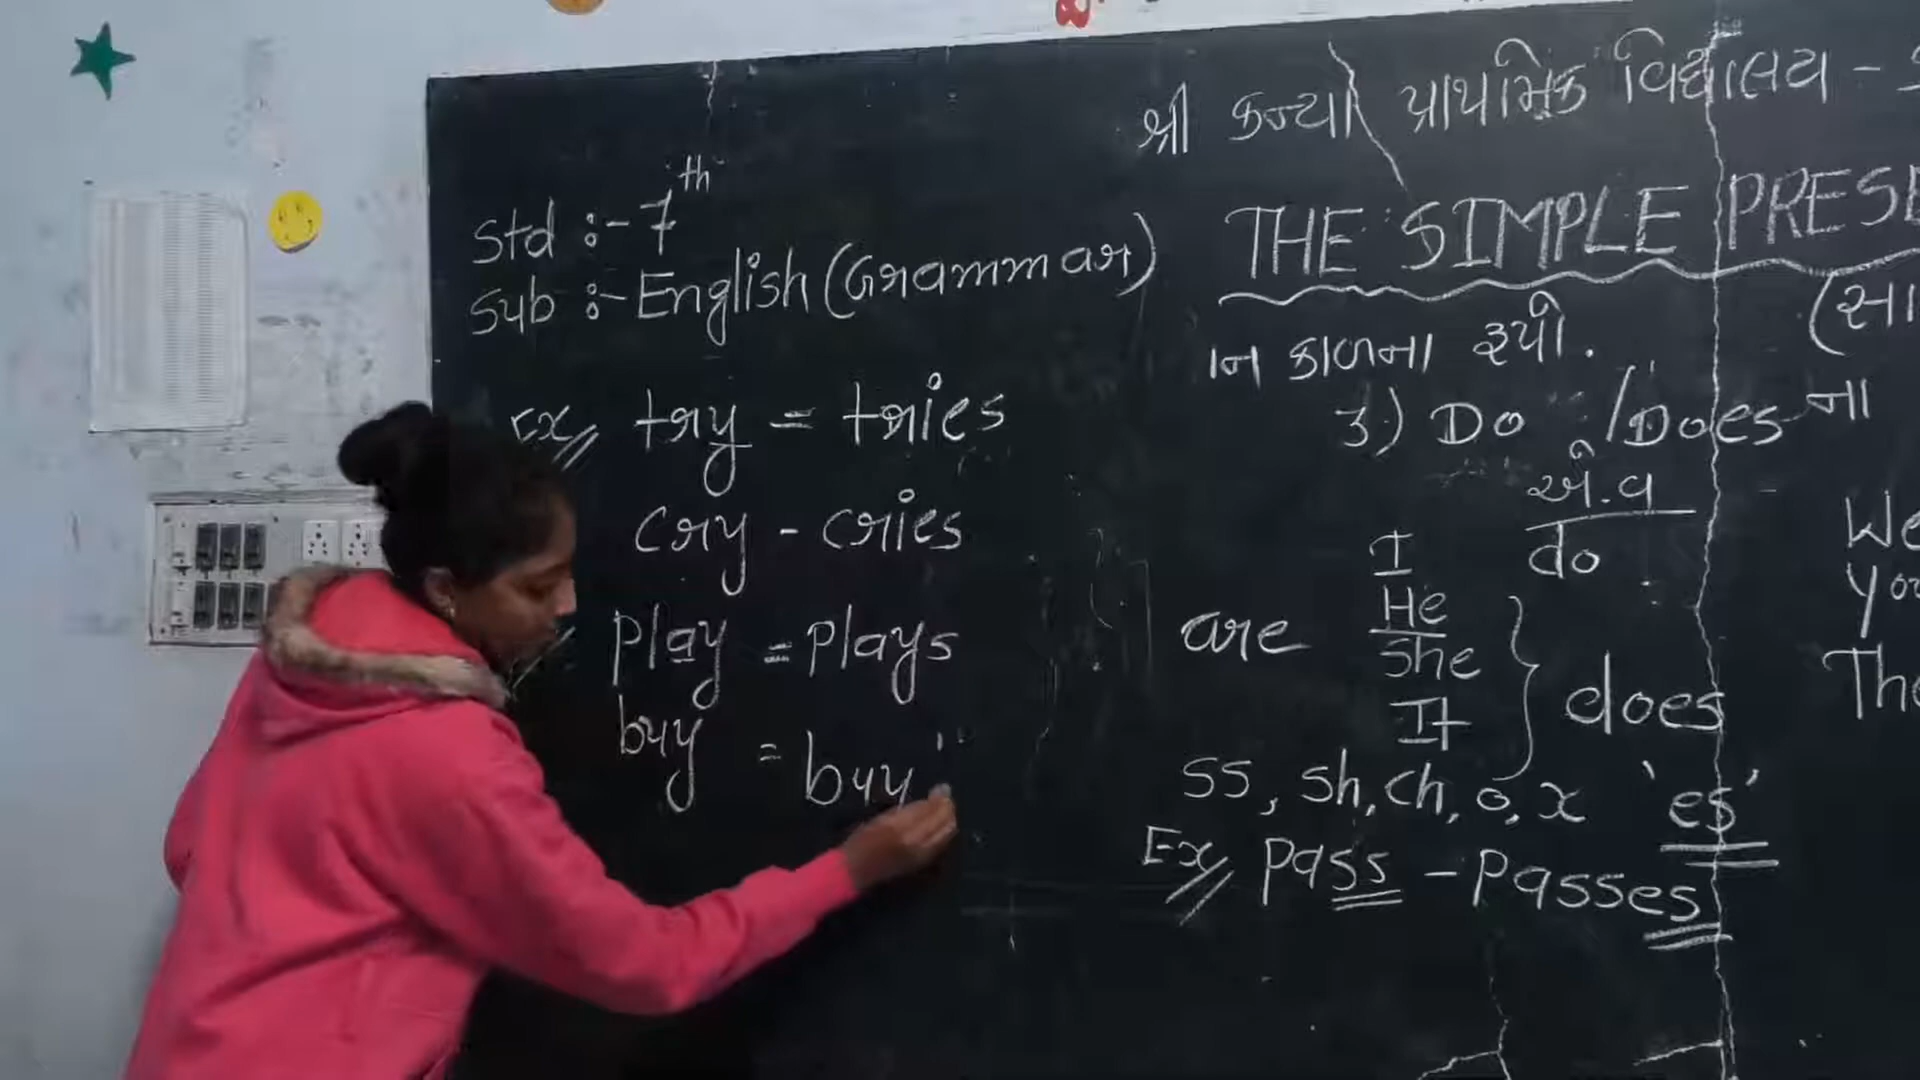 શ્રી કન્યા પ્રાથમિક વિદ્યાલય -
Std :- 7th
Sub :- English (Grammar)
THE SIMPLE PRESE
(સા
ન કાળના રૂપો.
Ex try = tries
3) Do / Does ના
cry - cries
એ.વ
I do
We
He
You
play = plays
are She does
The
It
buy = buy
ss, sh, ch, o, x 'es'
Ex Pass - Passes